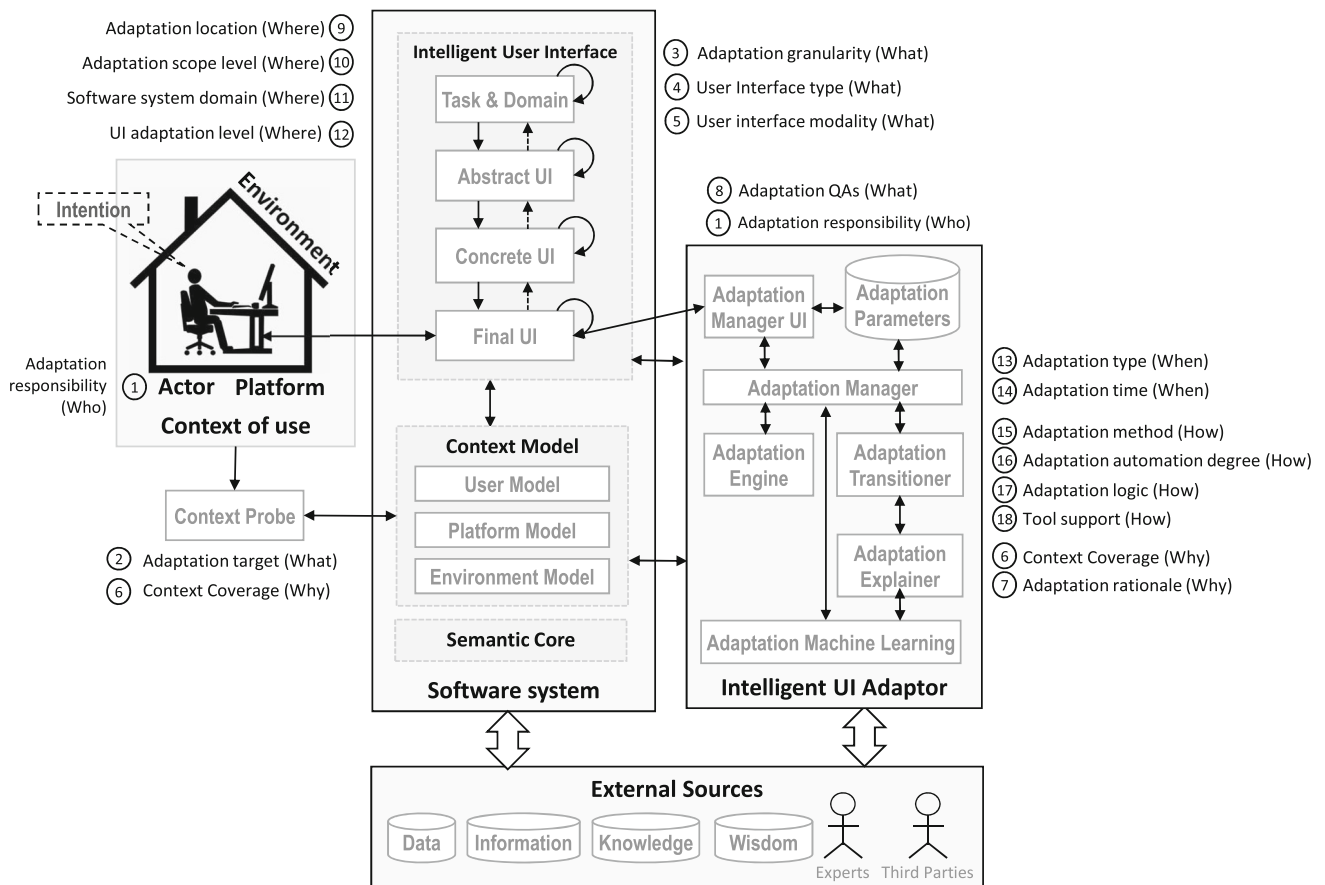 Adaptation location (Where) 9
Adaptation scope level (Where) 10
Software system domain (Where) 11
UI adaptation level (Where) 12
Intention
Environment
Adaptation
responsibility
(Who)
1
Actor Platform
Context of use
Context Probe
2 Adaptation target (What)
6 Context Coverage (Why)
Intelligent User Interface
Task & Domain
Abstract UI
Concrete UI
Final UI
Context Model
User Model
Platform Model
Environment Model
Semantic Core
Software system
3 Adaptation granularity (What)
4 User Interface type (What)
5 User interface modality (What)
8 Adaptation QAs (What)
1 Adaptation responsibility (Who)
Adaptation
Manager UI
Adaptation
Parameters
Adaptation Manager
Adaptation
Engine
Adaptation
Transitioner
Adaptation
Explainer
Adaptation Machine Learning
Intelligent UI Adaptor
13 Adaptation type (When)
14 Adaptation time (When)
15 Adaptation method (How)
16 Adaptation automation degree (How)
17 Adaptation logic (How)
18 Tool support (How)
6 Context Coverage (Why)
7 Adaptation rationale (Why)
External Sources
Data
Information
Knowledge
Wisdom
Experts
Third Parties